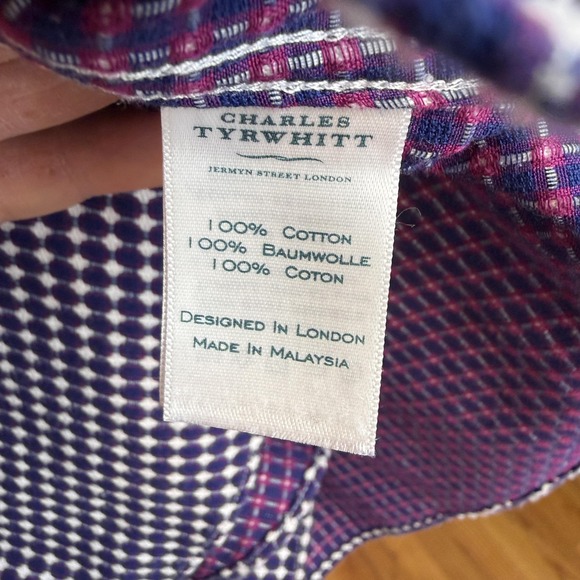 CHARLES
TYRWHITT
JERMYN STREET LONDON
100% COTTON
100% BAUMWOLLE
100% COTON
DESIGNED IN LONDON
MADE IN MALAYSIA